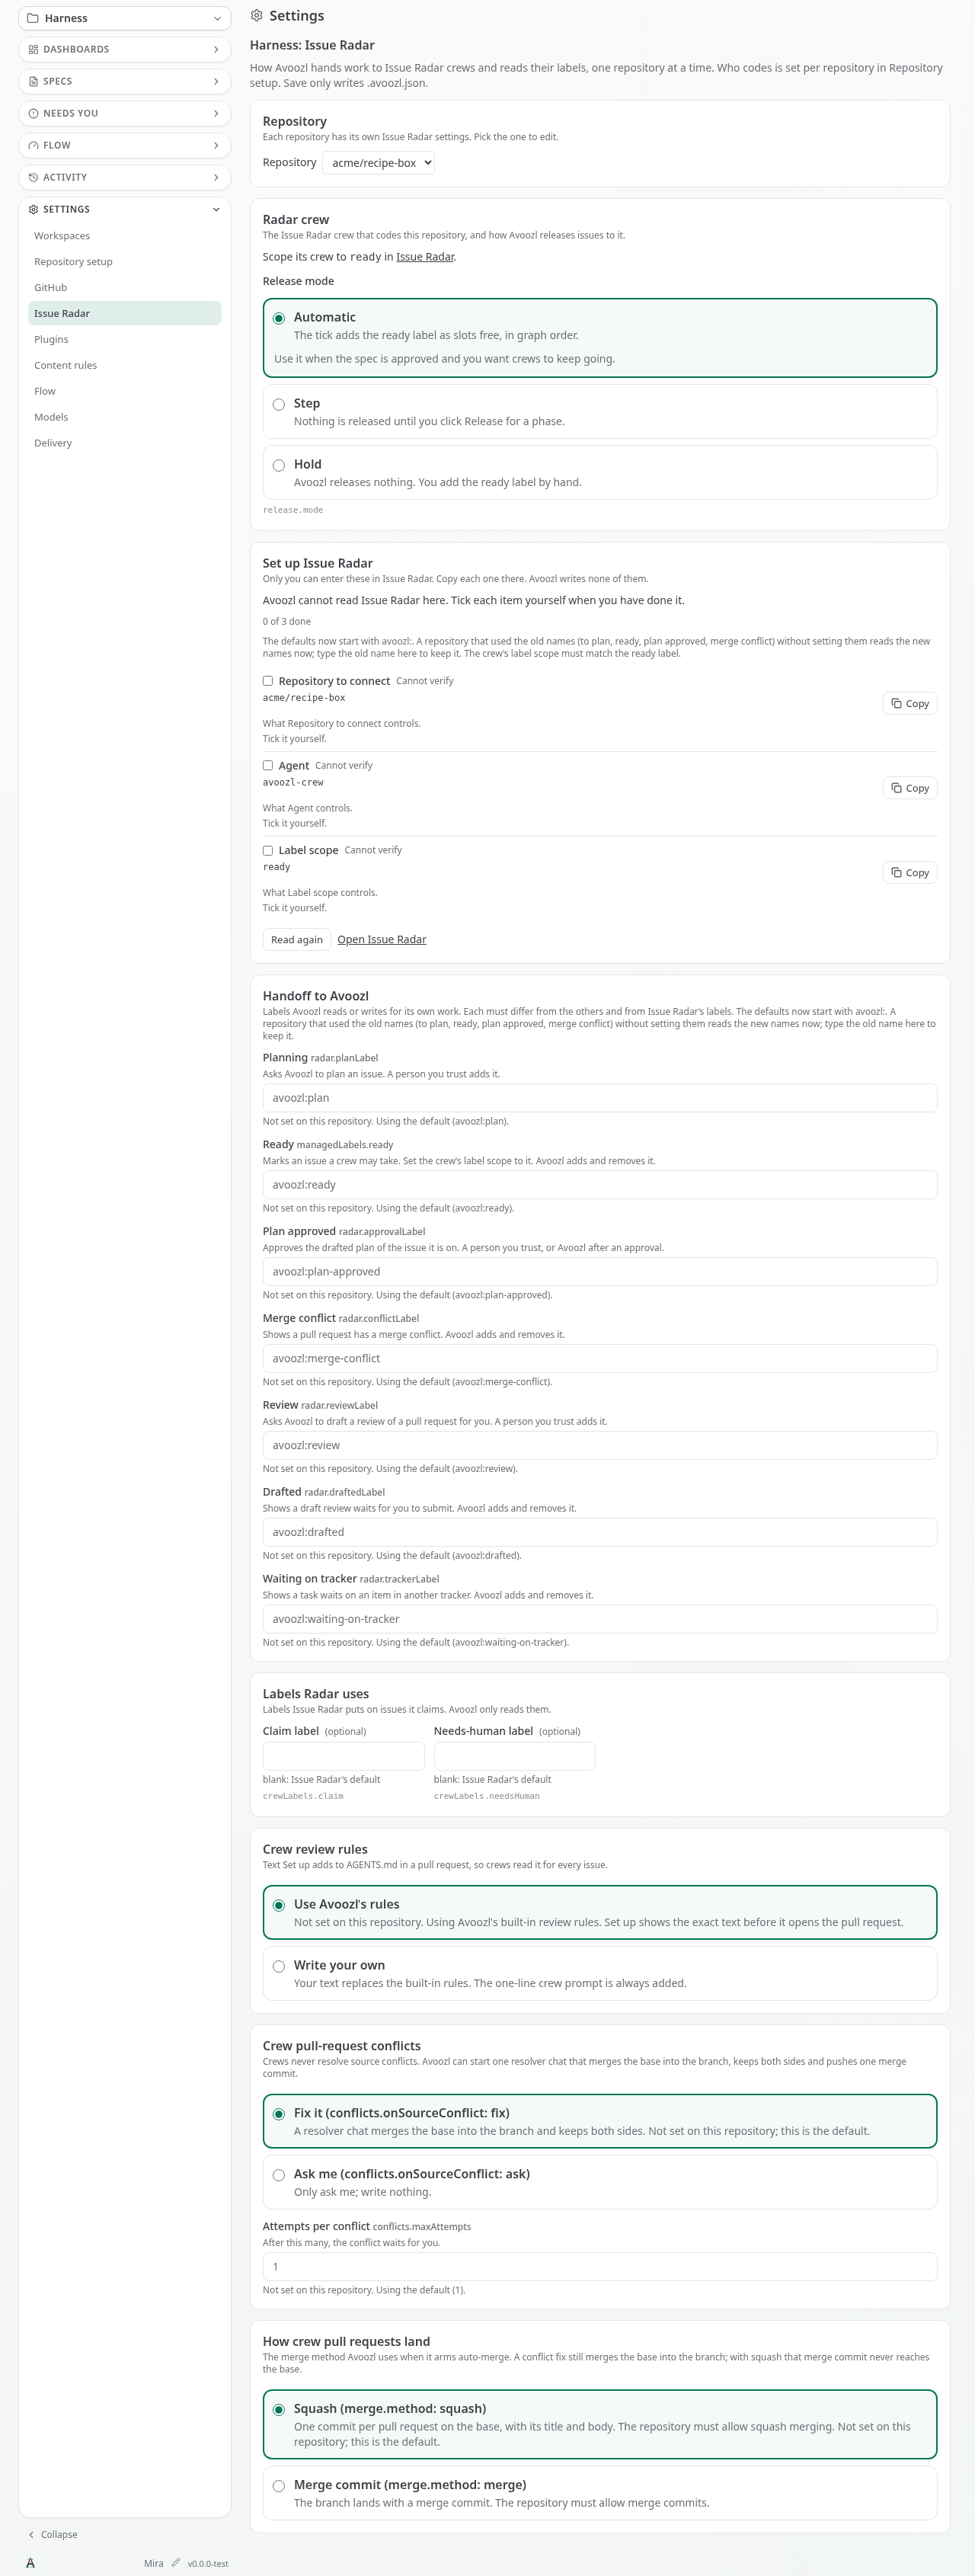 Harness
DASHBOARDS
SPECS
NEEDS YOU
FLOW
ACTIVITY
SETTINGS
Workspaces
Repository setup
GitHub
Issue Radar
Plugins
Content rules
Flow
Models
Delivery
Collapse
A
Mira
v0.0.0-test
Settings
Harness: Issue Radar
How Avoozl hands work to Issue Radar crews and reads their labels, one repository at a time. Who codes is set per repository in Repository
setup. Save only writes .avoozl.json.
Repository
Each repository has its own Issue Radar settings. Pick the one to edit.
Repository acme/recipe-box
Radar crew
The Issue Radar crew that codes this repository, and how Avoozl releases issues to it.
Scope its crew to ready in Issue Radar.
Release mode
Automatic
The tick adds the ready label as slots free, in graph order.
Use it when the spec is approved and you want crews to keep going.
Step
Nothing is released until you click Release for a phase.
Hold
Avoozl releases nothing. You add the ready label by hand.
release.mode
Set up Issue Radar
Only you can enter these in Issue Radar. Copy each one there. Avoozl writes none of them.
Avoozl cannot read Issue Radar here. Tick each item yourself when you have done it.
0 of 3 done
The defaults now start with avoozl:. A repository that used the old names (to plan, ready, plan approved, merge conflict) without setting them reads the new
names now; type the old name here to keep it. The crew's label scope must match the ready label.
Repository to connect Cannot verify
acme/recipe-box
Copy
What Repository to connect controls.
Tick it yourself.
Agent Cannot verify
avoozl-crew
Copy
What Agent controls.
Tick it yourself.
Label scope Cannot verify
ready
Copy
What Label scope controls.
Tick it yourself.
Read again Open Issue Radar
Handoff to Avoozl
Labels Avoozl reads or writes for its own work. Each must differ from the others and from Issue Radar's labels. The defaults now start with avoozl:. A
repository that used the old names (to plan, ready, plan approved, merge conflict) without setting them reads the new names now; type the old name here to
keep it.
Planning radar.planLabel
Asks Avoozl to plan an issue. A person you trust adds it.
avoozl:plan
Not set on this repository. Using the default (avoozl:plan).
Ready managedLabels.ready
Marks an issue a crew may take. Set the crew's label scope to it. Avoozl adds and removes it.
avoozl:ready
Not set on this repository. Using the default (avoozl:ready).
Plan approved radar.approvalLabel
Approves the drafted plan of the issue it is on. A person you trust, or Avoozl after an approval.
avoozl:plan-approved
Not set on this repository. Using the default (avoozl:plan-approved).
Merge conflict radar.conflictLabel
Shows a pull request has a merge conflict. Avoozl adds and removes it.
avoozl:merge-conflict
Not set on this repository. Using the default (avoozl:merge-conflict).
Review radar.reviewLabel
Asks Avoozl to draft a review of a pull request for you. A person you trust adds it.
avoozl:review
Not set on this repository. Using the default (avoozl:review).
Drafted radar.draftedLabel
Shows a draft review waits for you to submit. Avoozl adds and removes it.
avoozl:drafted
Not set on this repository. Using the default (avoozl:drafted).
Waiting on tracker radar.trackerLabel
Shows a task waits on an item in another tracker. Avoozl adds and removes it.
avoozl:waiting-on-tracker
Not set on this repository. Using the default (avoozl:waiting-on-tracker).
Labels Radar uses
Labels Issue Radar puts on issues it claims. Avoozl only reads them.
Claim label (optional)
blank: Issue Radar's default
crewLabels.claim
Needs-human label (optional)
blank: Issue Radar's default
crewLabels.needsHuman
Crew review rules
Text Set up adds to AGENTS.md in a pull request, so crews read it for every issue.
Use Avoozl's rules
Not set on this repository. Using Avoozl's built-in review rules. Set up shows the exact text before it opens the pull request.
Write your own
Your text replaces the built-in rules. The one-line crew prompt is always added.
Crew pull-request conflicts
Crews never resolve source conflicts. Avoozl can start one resolver chat that merges the base into the branch, keeps both sides and pushes one merge
commit.
Fix it (conflicts.onSourceConflict: fix)
A resolver chat merges the base into the branch and keeps both sides. Not set on this repository; this is the default.
Ask me (conflicts.onSourceConflict: ask)
Only ask me; write nothing.
Attempts per conflict conflicts.maxAttempts
After this many, the conflict waits for you.
1
Not set on this repository. Using the default (1).
How crew pull requests land
The merge method Avoozl uses when it arms auto-merge. A conflict fix still merges the base into the branch; with squash that merge commit never reaches
the base.
Squash (merge.method: squash)
One commit per pull request on the base, with its title and body. The repository must allow squash merging. Not set on this
repository; this is the default.
Merge commit (merge.method: merge)
The branch lands with a merge commit. The repository must allow merge commits.